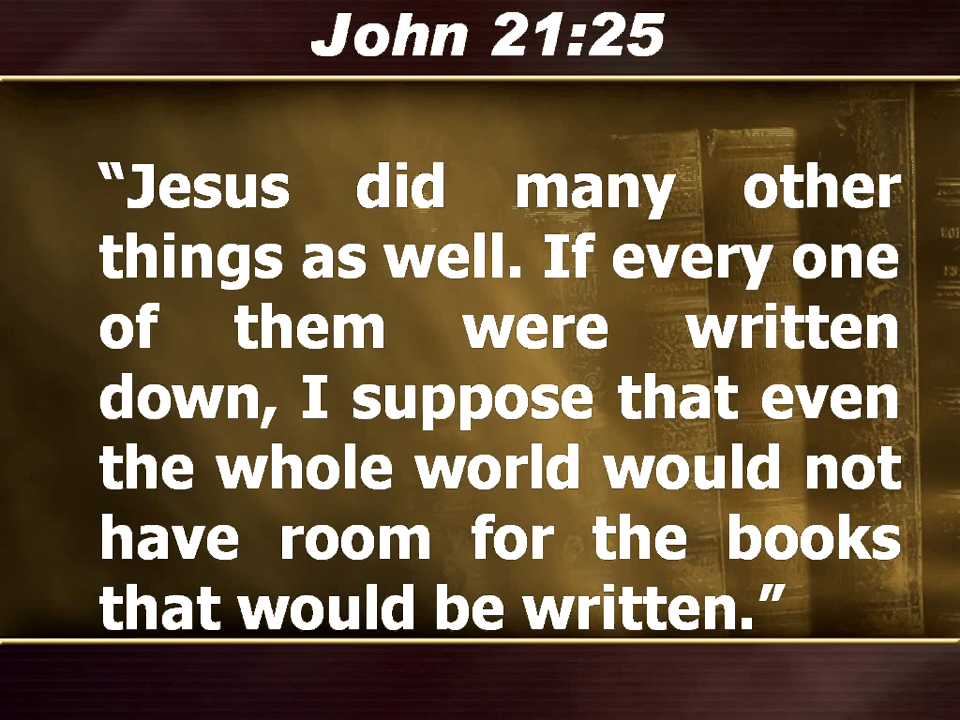 John 21:25
“Jesus did many other
things as well. If every one
of them were written
down, I suppose that even
the whole world would not
have room for the books
that would be written.”